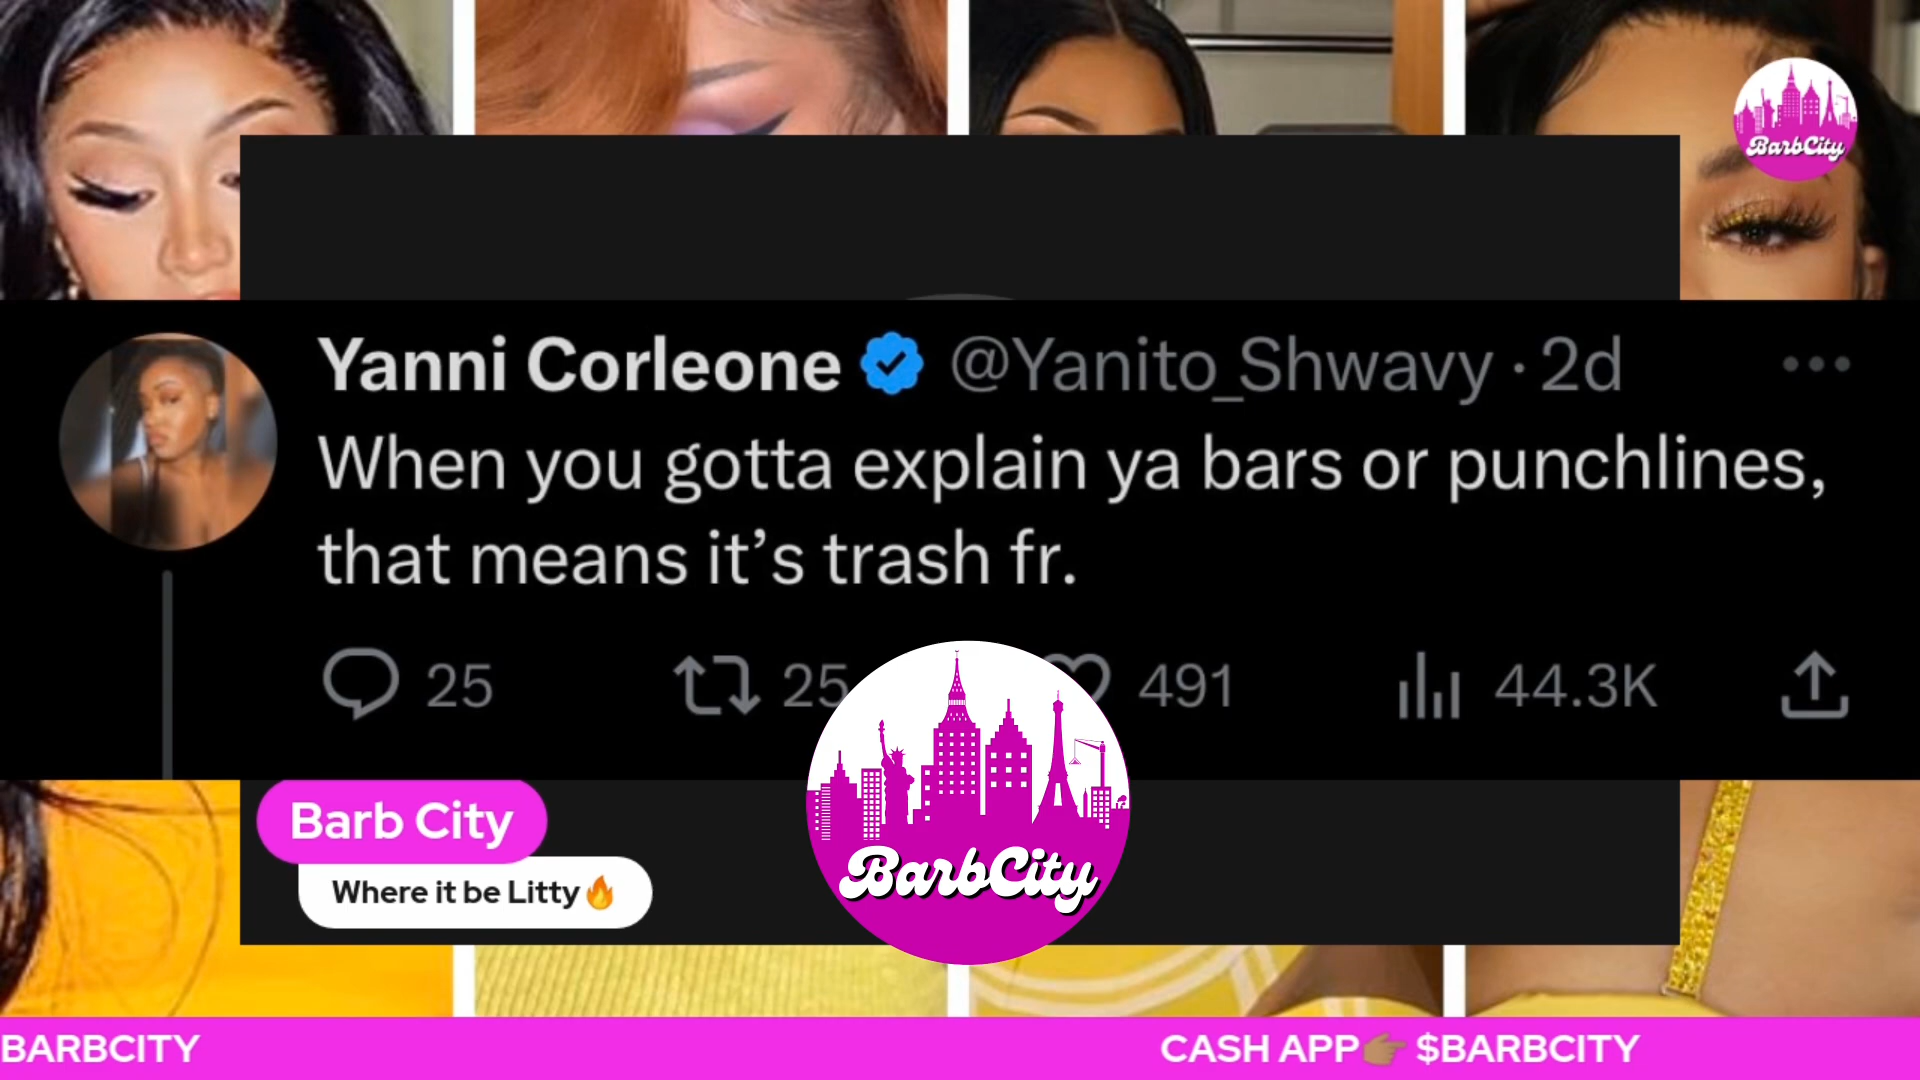 BarbCity
Yanni Corleone @Yanito_Shwavy · 2d
When you gotta explain ya bars or punchlines,
that means it’s trash fr.
25 25 491 44.3K
Barb City
Where it be Litty🔥
BarbCity
BARBCITY CASH APP👉🏾 $BARBCITY